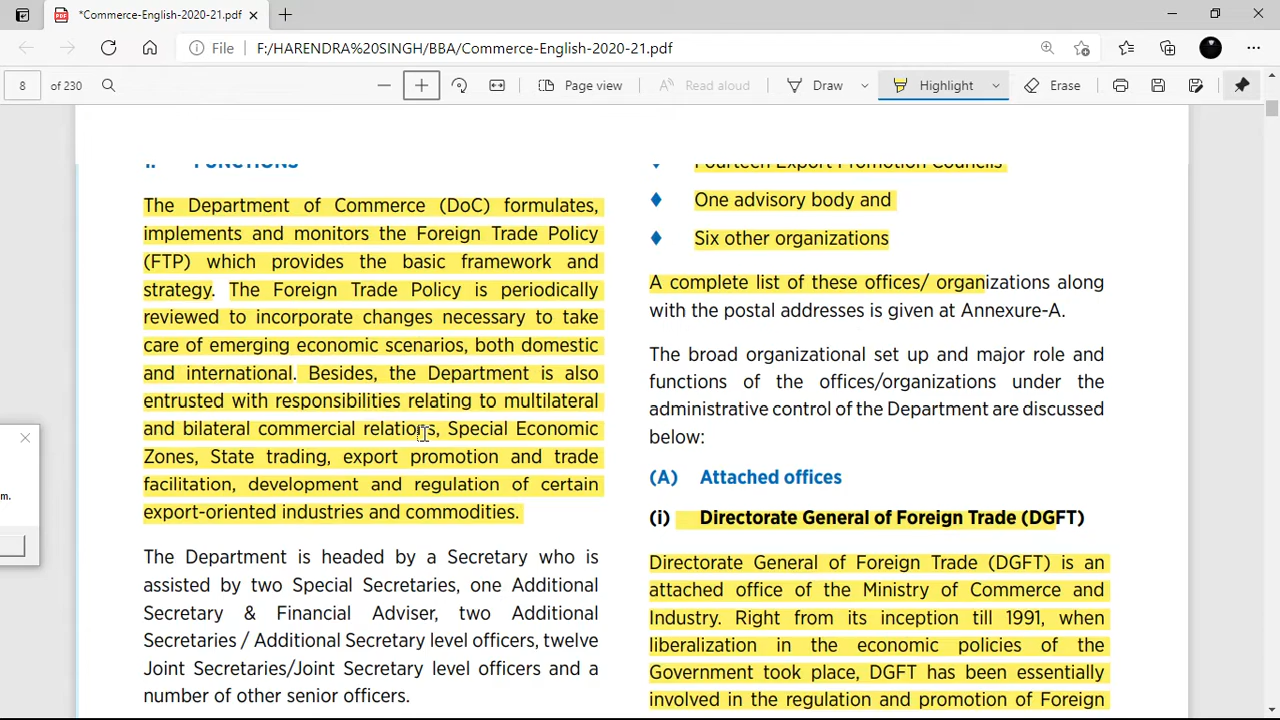 *Commerce-English-2020-21.pdf
File F:/HARENDRA%20SINGH/BBA/Commerce-English-2020-21.pdf
8 of 230 Page view Read aloud Draw Highlight Erase
I. FUNCTIONS
The Department of Commerce (DoC) formulates,
implements and monitors the Foreign Trade Policy
(FTP) which provides the basic framework and
strategy. The Foreign Trade Policy is periodically
reviewed to incorporate changes necessary to take
care of emerging economic scenarios, both domestic
and international. Besides, the Department is also
entrusted with responsibilities relating to multilateral
and bilateral commercial relations, Special Economic
Zones, State trading, export promotion and trade
facilitation, development and regulation of certain
export-oriented industries and commodities.
The Department is headed by a Secretary who is
assisted by two Special Secretaries, one Additional
Secretary & Financial Adviser, two Additional
Secretaries / Additional Secretary level officers, twelve
Joint Secretaries/Joint Secretary level officers and a
number of other senior officers.
Fourteen Export Promotion Councils
One advisory body and
Six other organizations
A complete list of these offices/ organizations along
with the postal addresses is given at Annexure-A.
The broad organizational set up and major role and
functions of the offices/organizations under the
administrative control of the Department are discussed
below:
(A) Attached offices
(i) Directorate General of Foreign Trade (DGFT)
Directorate General of Foreign Trade (DGFT) is an
attached office of the Ministry of Commerce and
Industry. Right from its inception till 1991, when
liberalization in the economic policies of the
Government took place, DGFT has been essentially
involved in the regulation and promotion of Foreign
m.